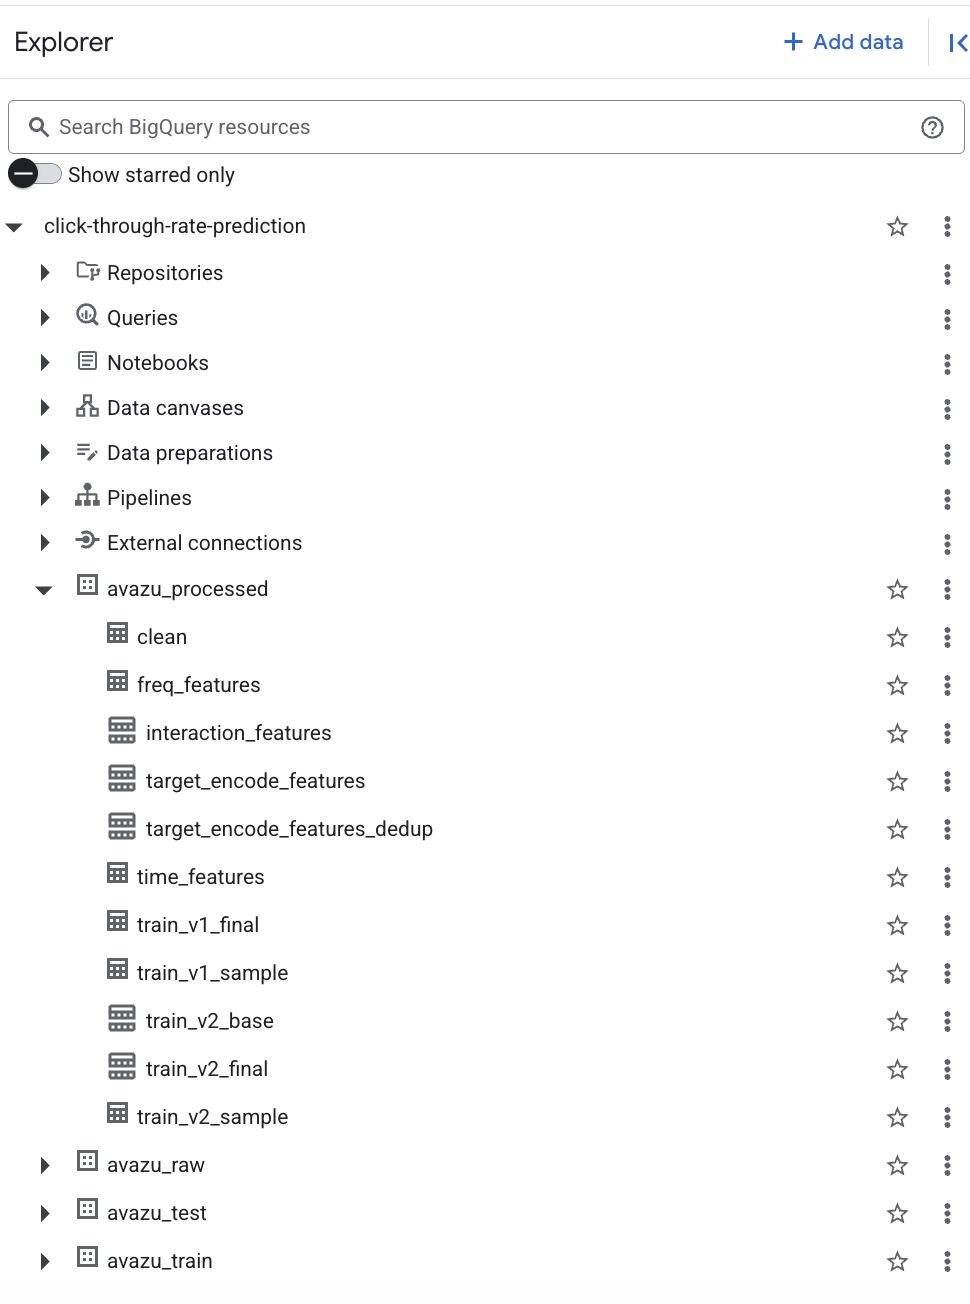 Explorer
+ Add data
Search BigQuery resources
Show starred only
click-through-rate-prediction
Repositories
Queries
Notebooks
Data canvases
Data preparations
Pipelines
External connections
avazu_processed
clean
freq_features
interaction_features
target_encode_features
target_encode_features_dedup
time_features
train_v1_final
train_v1_sample
train_v2_base
train_v2_final
train_v2_sample
avazu_raw
avazu_test
avazu_train